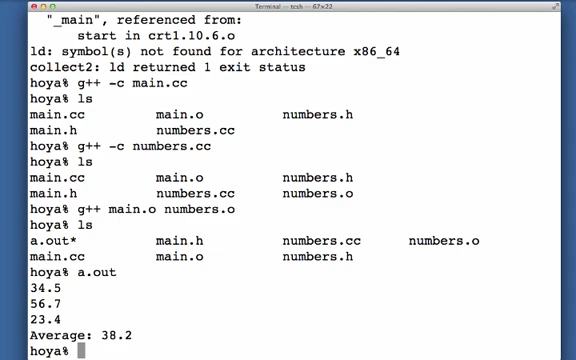 Terminal — tcsh — 67×22
"_main", referenced from:
start in crt1.10.6.o
ld: symbol(s) not found for architecture x86_64
collect2: ld returned 1 exit status
hoya% g++ -c main.cc
hoya% ls
main.cc main.o numbers.h
main.h numbers.cc
hoya% g++ -c numbers.cc
hoya% ls
main.cc main.o numbers.h
main.h numbers.cc numbers.o
hoya% g++ main.o numbers.o
hoya% ls
a.out* main.h numbers.cc numbers.o
main.cc main.o numbers.h
hoya% a.out
34.5
56.7
23.4
Average: 38.2
hoya%